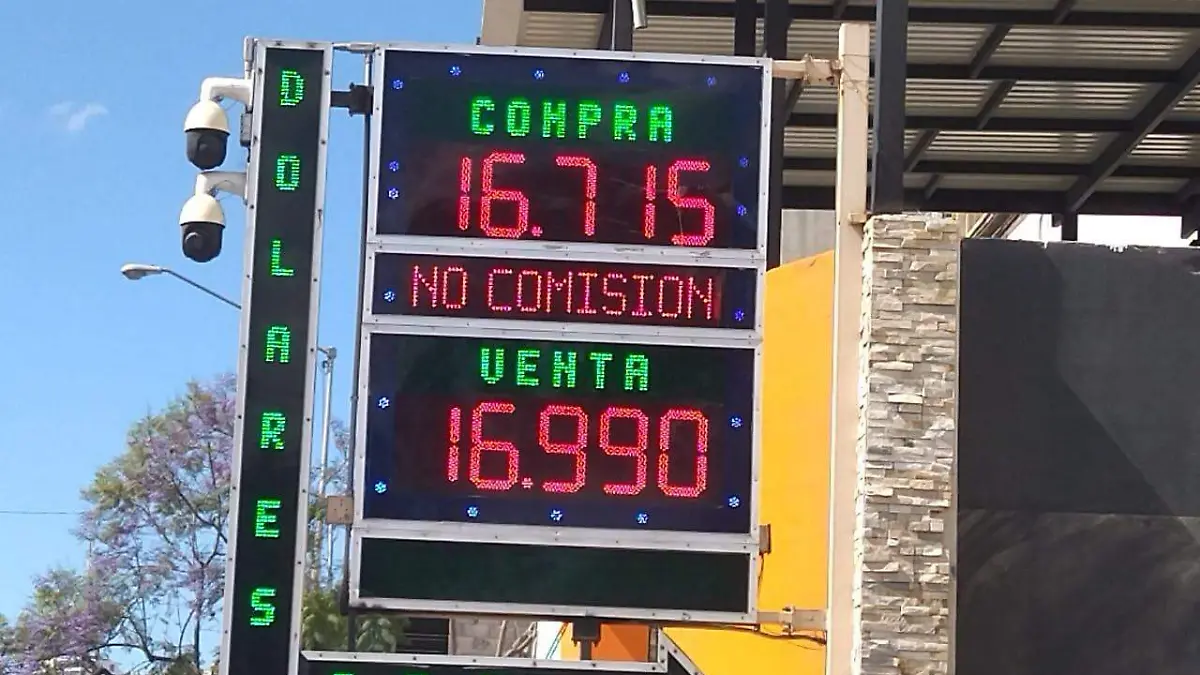 DOLARES
COMPRA
16.715
NO COMISION
VENTA
16.990